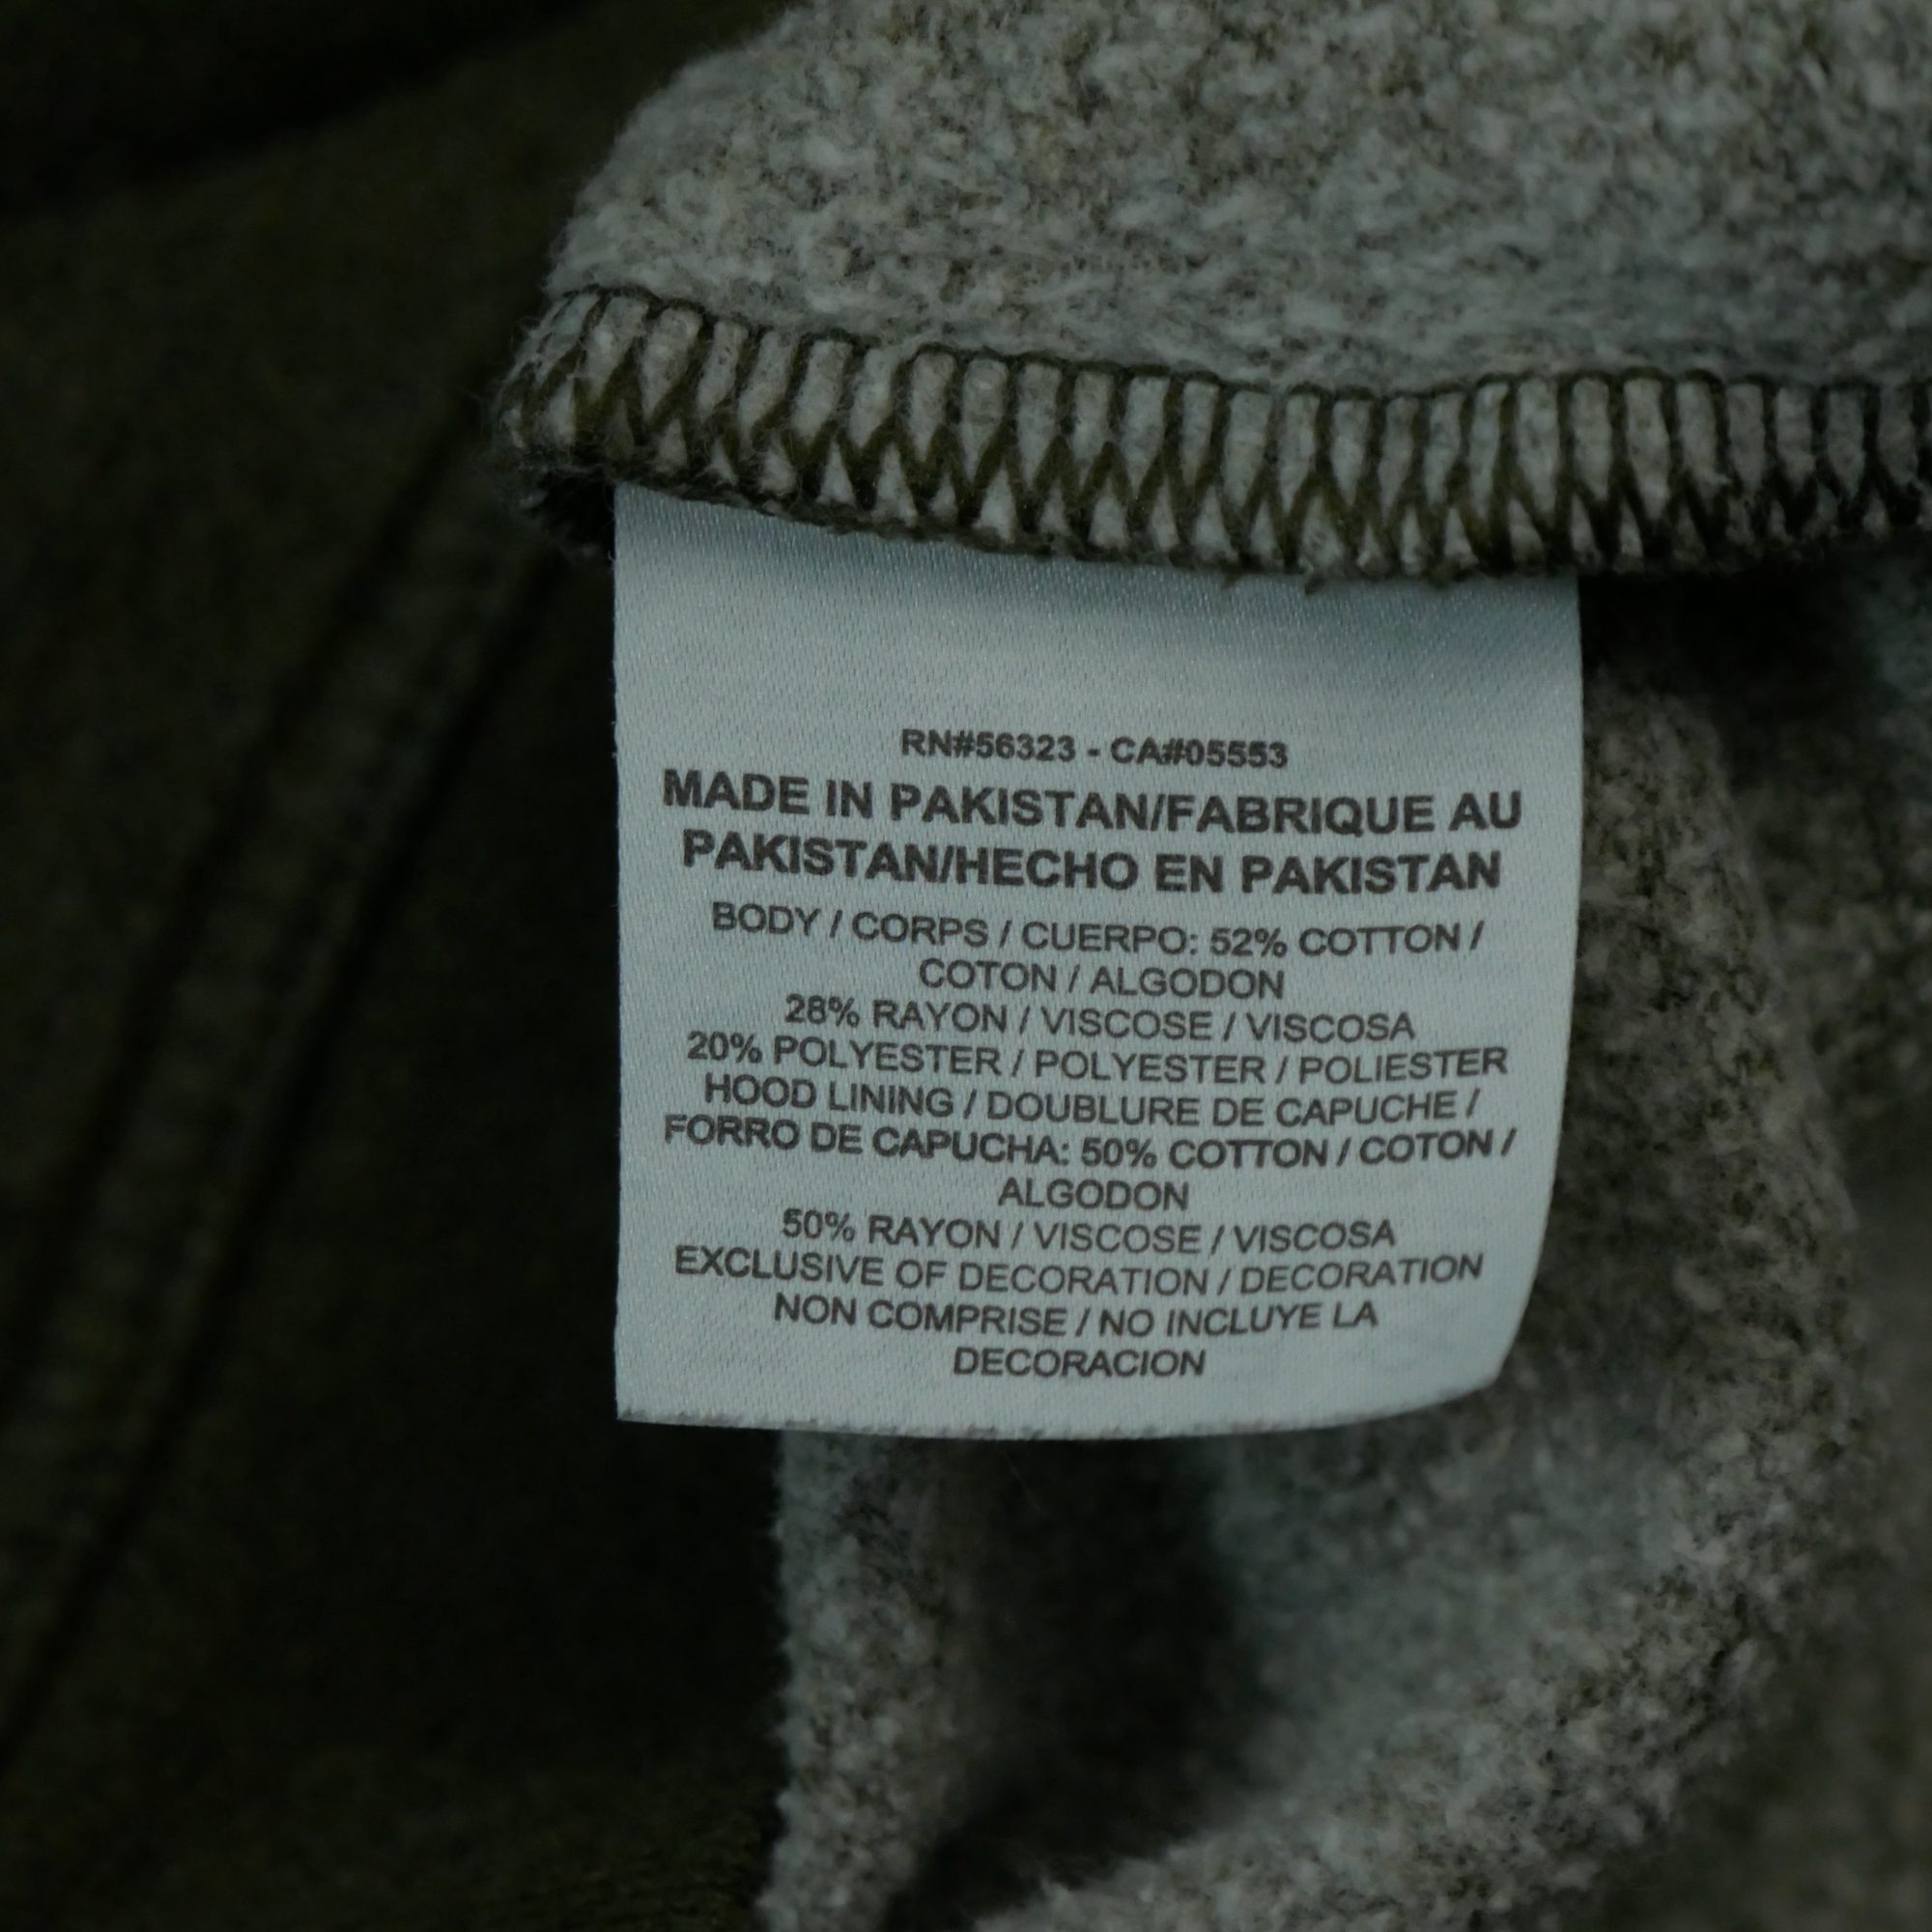 RN#56323 - CA#05553
MADE IN PAKISTAN/FABRIQUE AU
PAKISTAN/HECHO EN PAKISTAN
BODY / CORPS / CUERPO: 52% COTTON /
COTON / ALGODON
28% RAYON / VISCOSE / VISCOSA
20% POLYESTER / POLYESTER / POLIESTER
HOOD LINING / DOUBLURE DE CAPUCHE /
FORRO DE CAPUCHA: 50% COTTON / COTON /
ALGODON
50% RAYON / VISCOSE / VISCOSA
EXCLUSIVE OF DECORATION / DECORATION
NON COMPRISE / NO INCLUYE LA
DECORACION